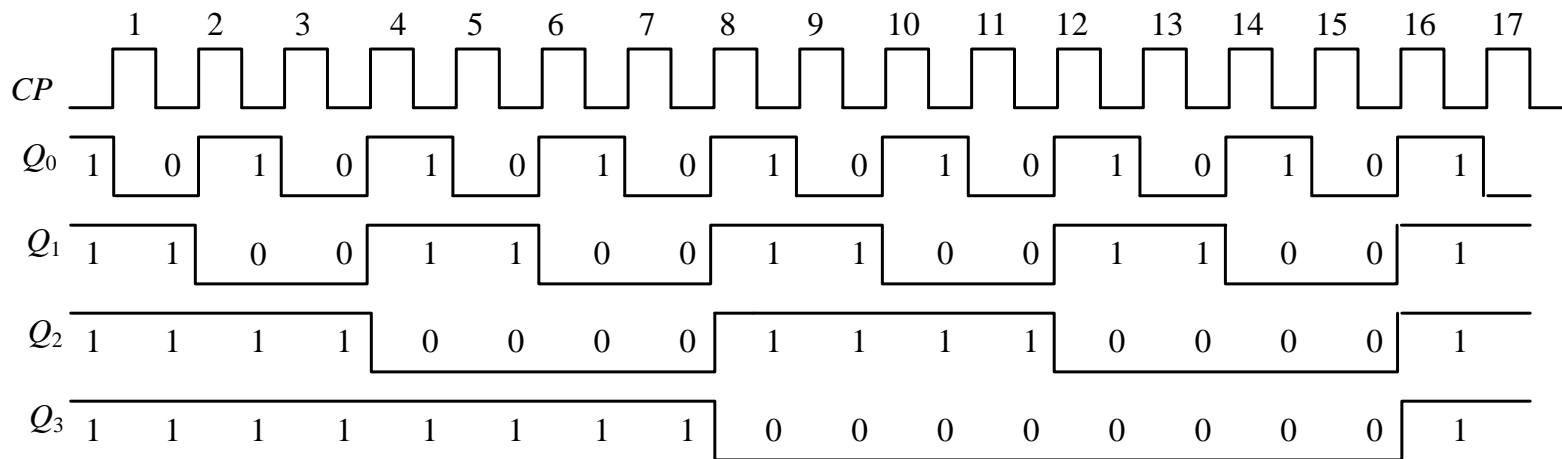 1 2 3 4 5 6 7 8 9 10 11 12 13 14 15 16 17
CP
Q0 1 0 1 0 1 0 1 0 1 0 1 0 1 0 1 0 1
Q1 1 1 0 0 1 1 0 0 1 1 0 0 1 1 0 0 1
Q2 1 1 1 1 0 0 0 0 1 1 1 1 0 0 0 0 1
Q3 1 1 1 1 1 1 1 1 0 0 0 0 0 0 0 0 1